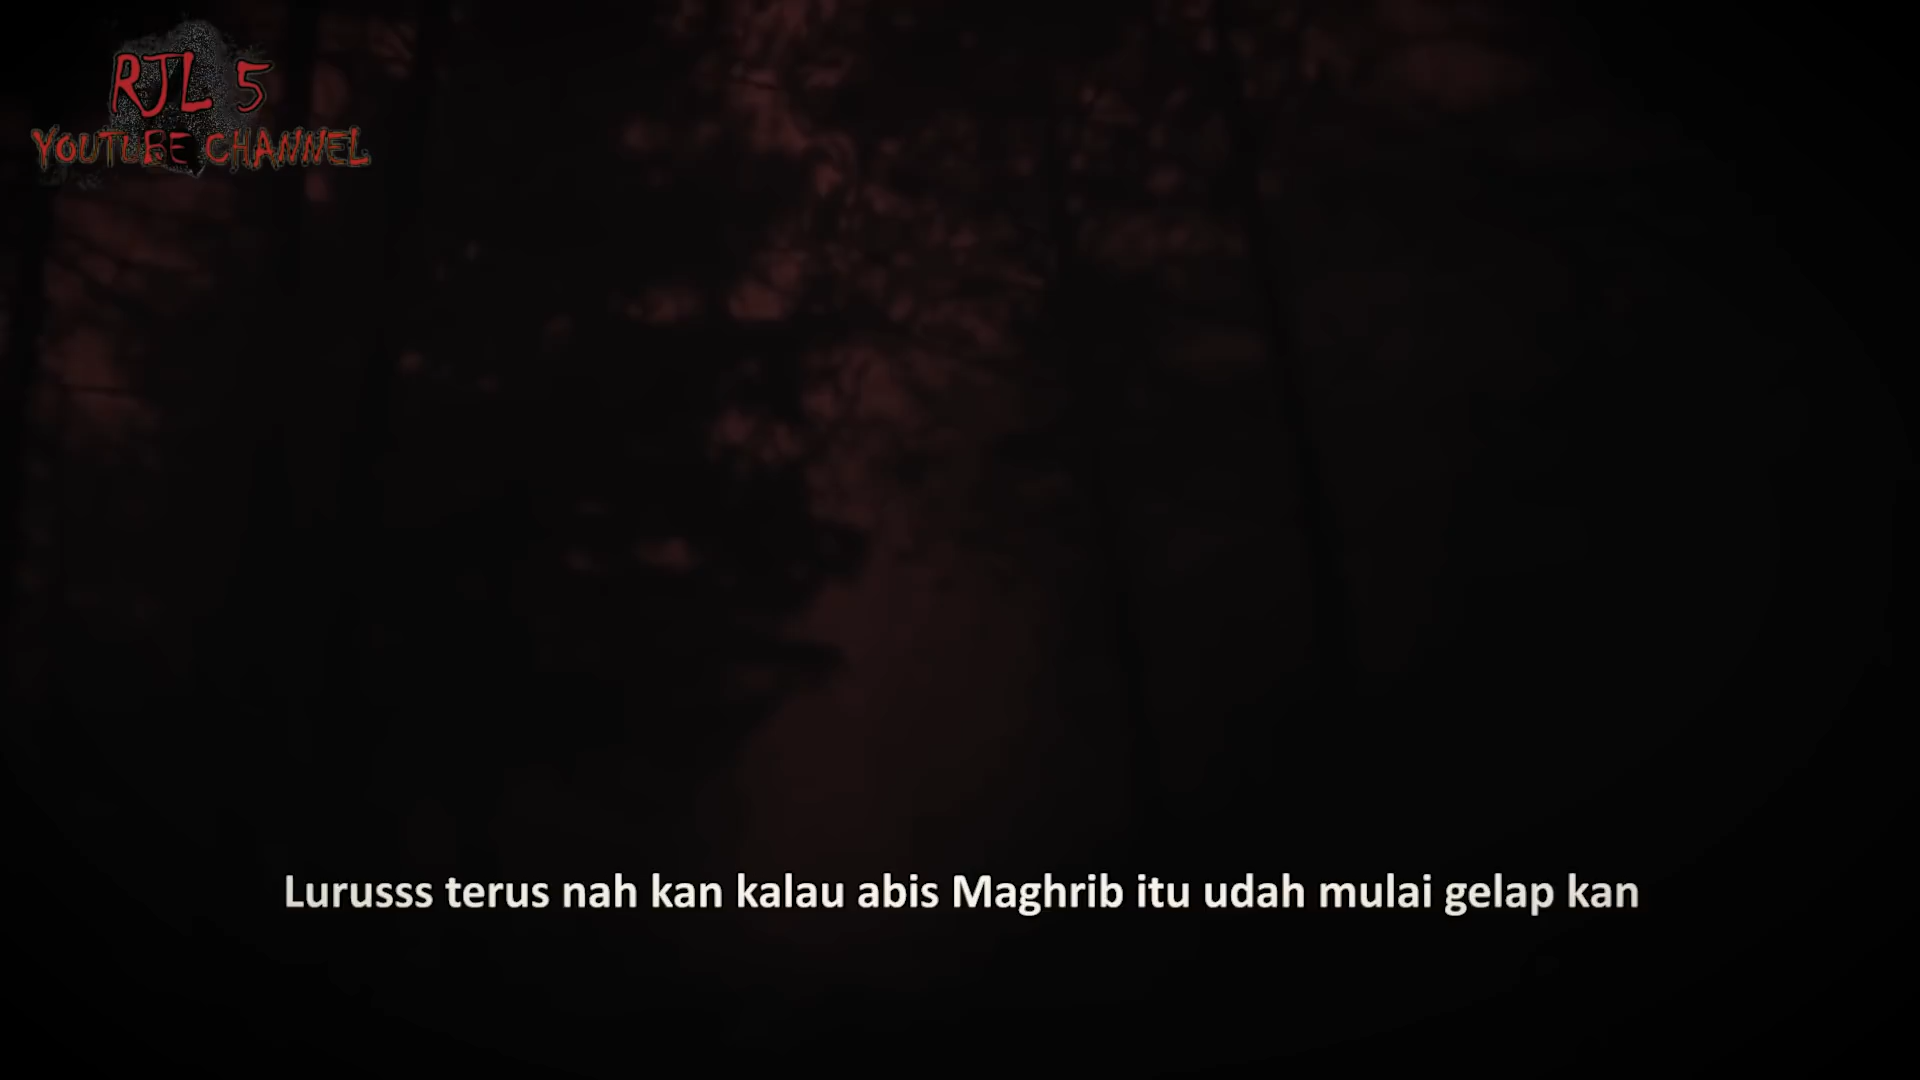 RJL 5
YOUTUBE CHANNEL
Lurusss terus nah kan kalau abis Maghrib itu udah mulai gelap kan